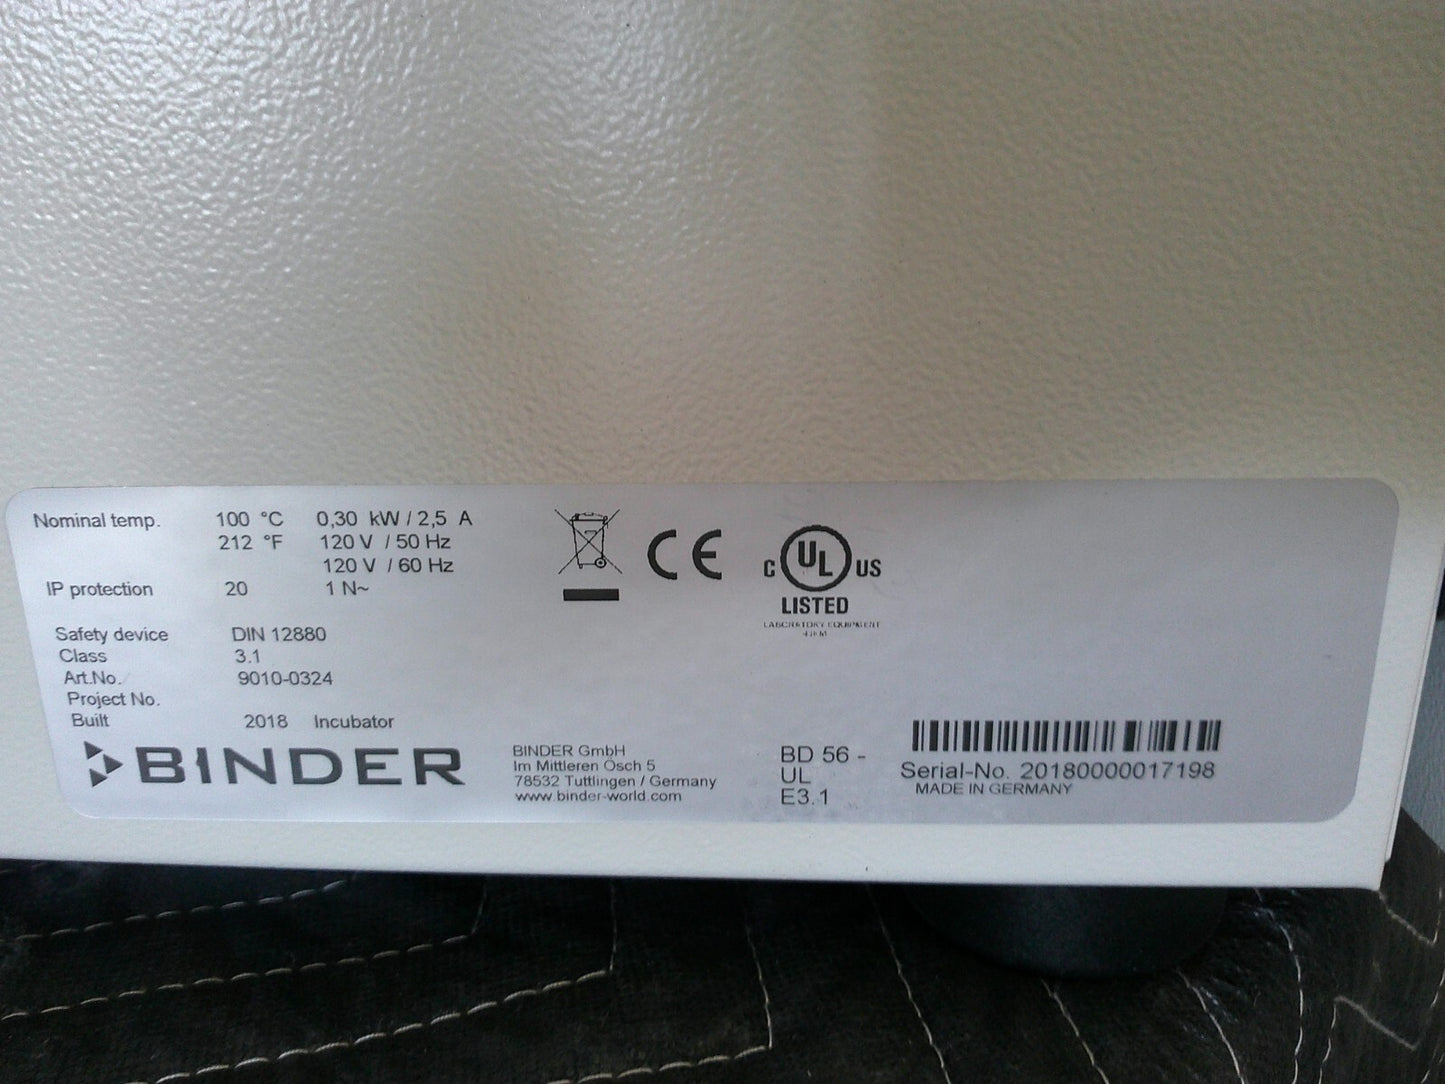 Nominal temp. 100 °C 0,30 kW / 2,5 A
212 °F 120 V / 50 Hz
120 V / 60 Hz
IP protection 20 1 N~
Safety device DIN 12880
Class 3.1
Art.No. 9010-0324
Project No.
Built 2018 Incubator
BINDER
BINDER GmbH
Im Mittleren Ösch 5
78532 Tuttlingen / Germany
www.binder-world.com
CE
C UL US
LISTED
LABORATORY EQUIPMENT
BD 56 -
UL
E3.1
Serial-No. 20180000017198
MADE IN GERMANY